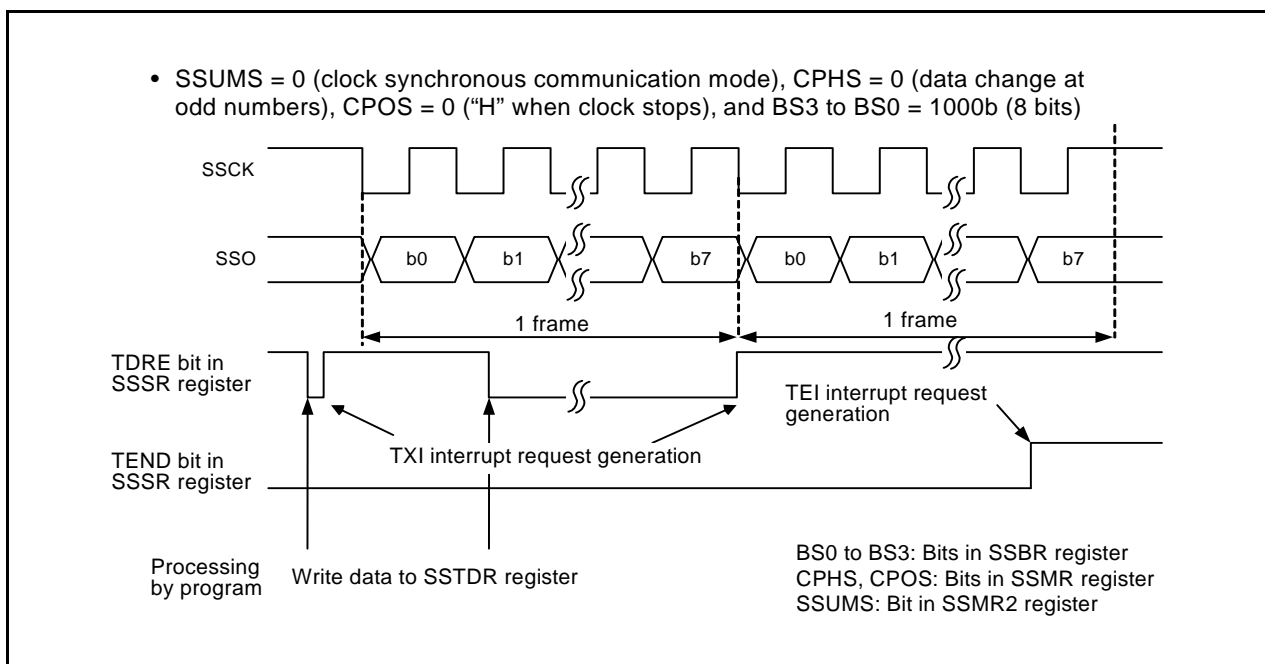 • SSUMS = 0 (clock synchronous communication mode), CPHS = 0 (data change at
odd numbers), CPOS = 0 (“H” when clock stops), and BS3 to BS0 = 1000b (8 bits)
SSCK
SSO
b0
b1
b7
b0
b1
b7
1 frame
1 frame
TDRE bit in
SSSR register
TEI interrupt request
generation
TXI interrupt request generation
TEND bit in
SSSR register
Processing
by program
Write data to SSTDR register
BS0 to BS3: Bits in SSBR register
CPHS, CPOS: Bits in SSMR register
SSUMS: Bit in SSMR2 register